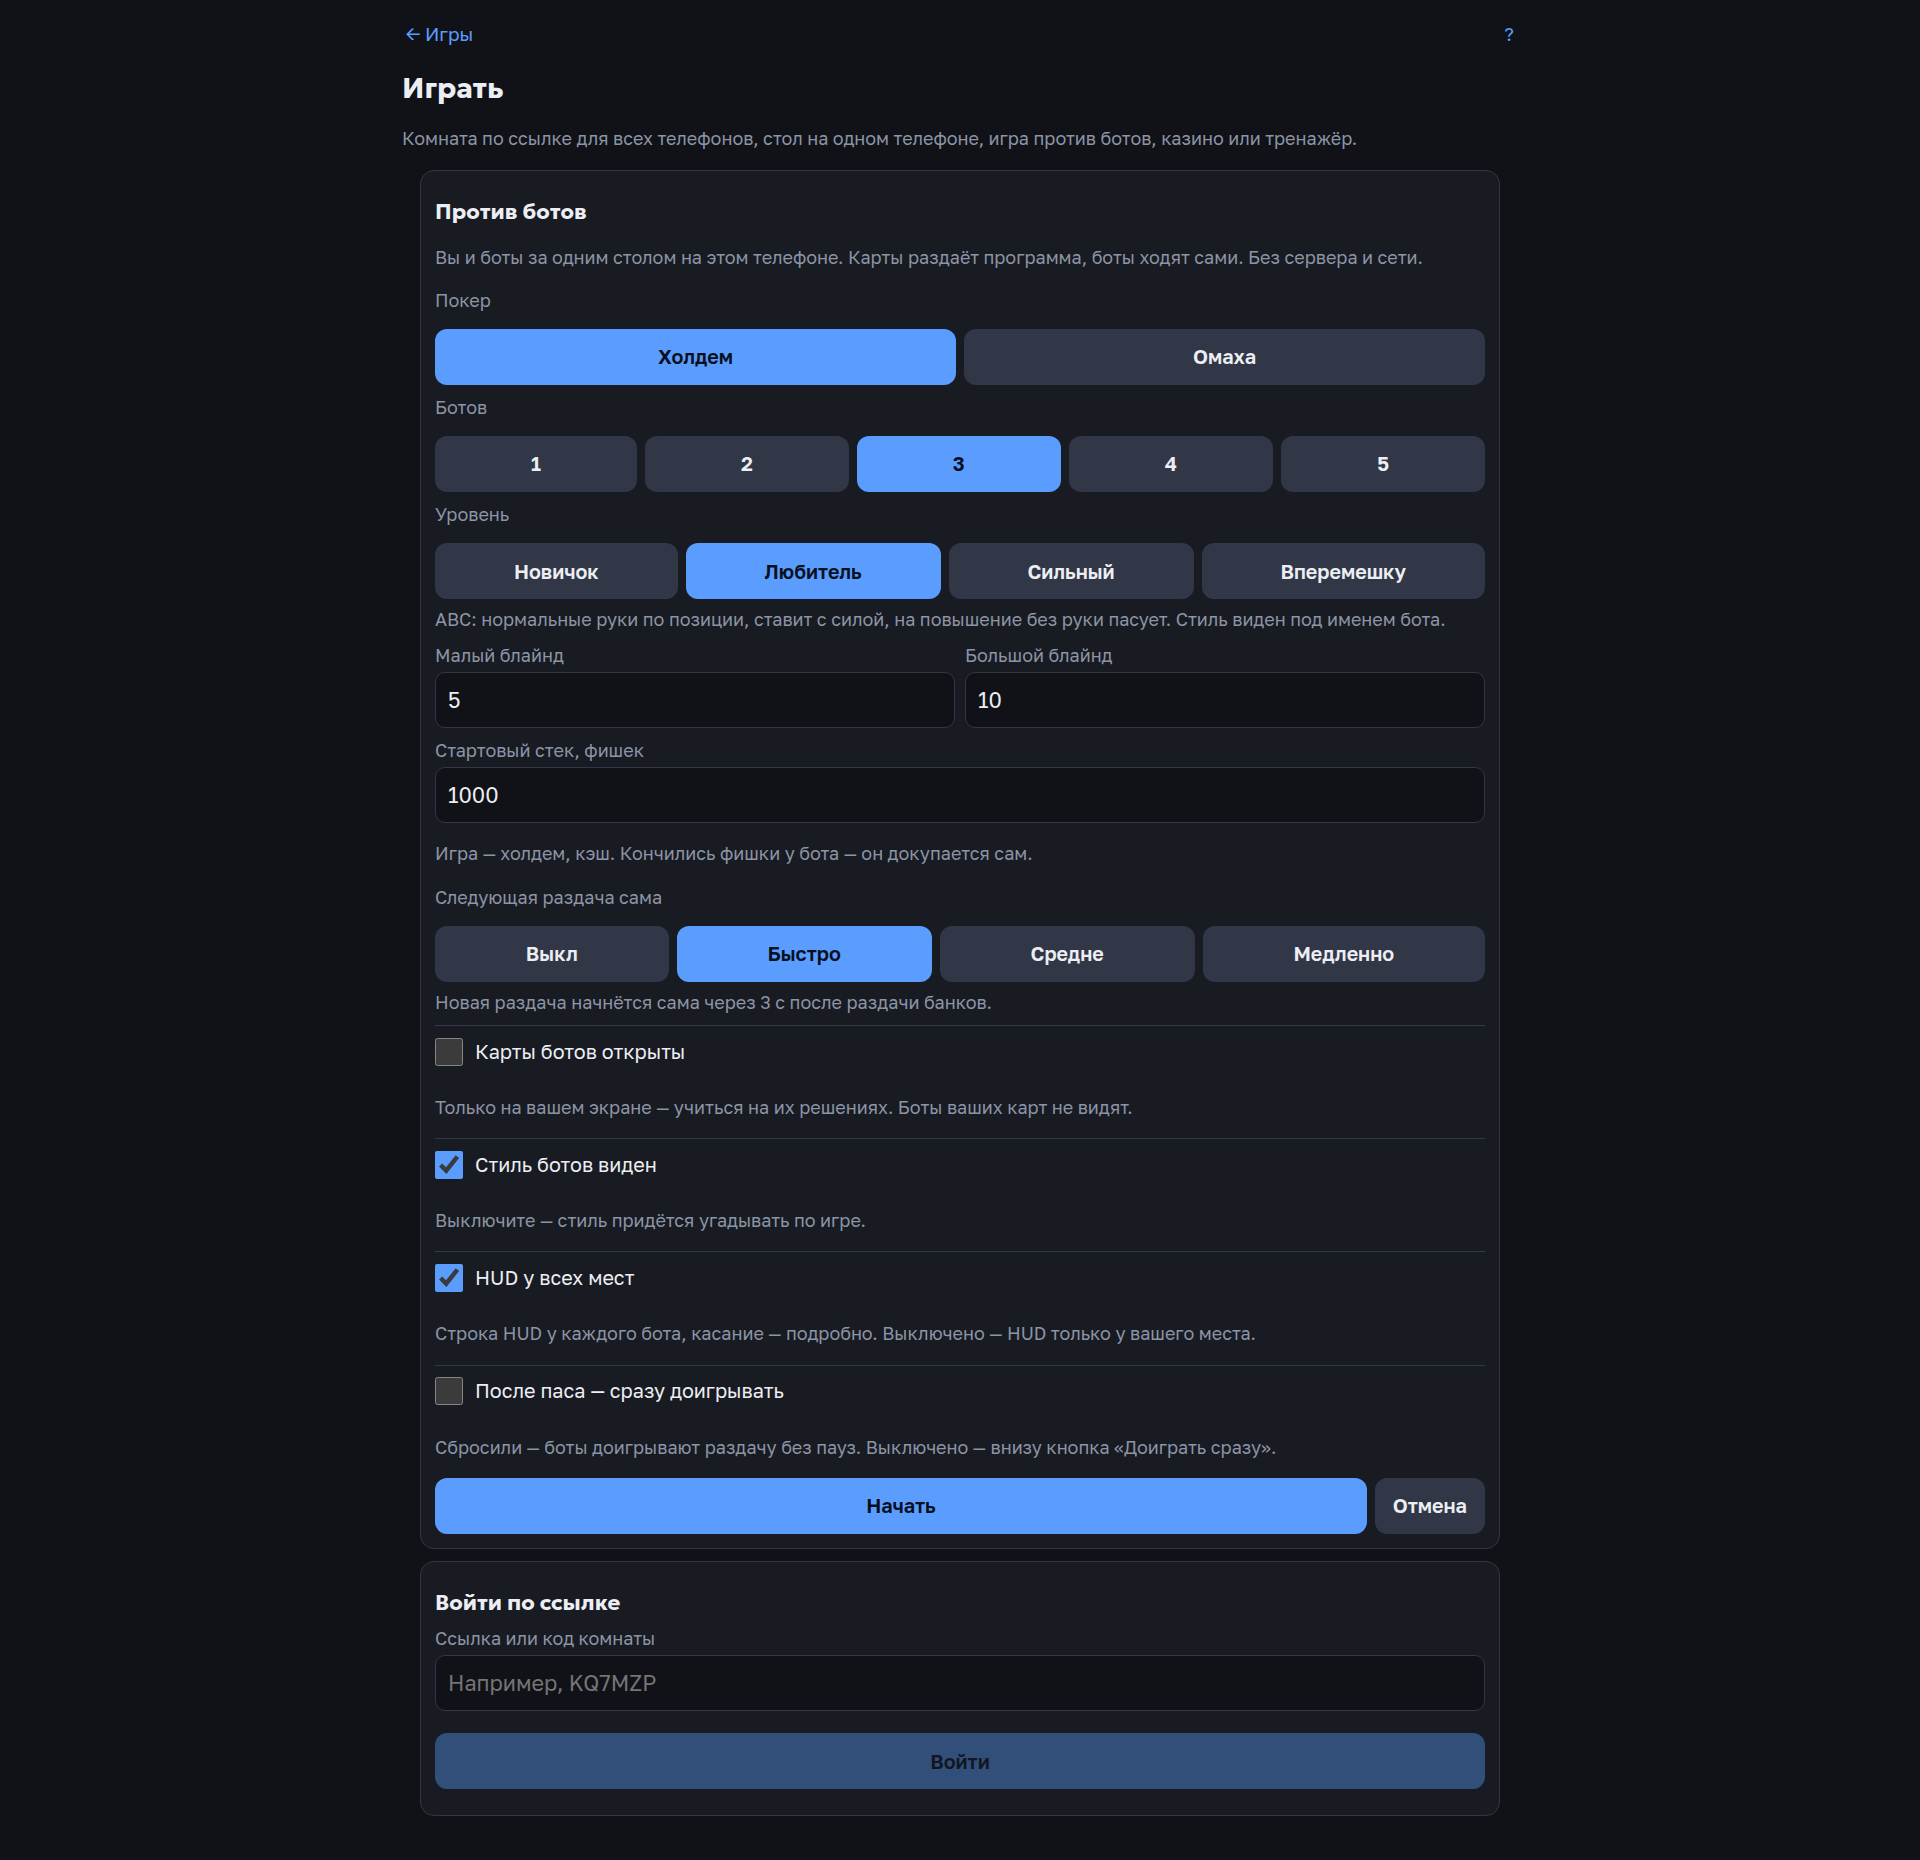 ← Игры
?
Играть
Комната по ссылке для всех телефонов, стол на одном телефоне, игра против ботов, казино или тренажёр.
Против ботов
Вы и боты за одним столом на этом телефоне. Карты раздаёт программа, боты ходят сами. Без сервера и сети.
Покер
Холдем
Омаха
Ботов
1
2
3
4
5
Уровень
Новичок
Любитель
Сильный
Вперемешку
ABC: нормальные руки по позиции, ставит с силой, на повышение без руки пасует. Стиль виден под именем бота.
Малый блайнд
Большой блайнд
5
10
Стартовый стек, фишек
1000
Игра — холдем, кэш. Кончились фишки у бота — он докупается сам.
Следующая раздача сама
Выкл
Быстро
Средне
Медленно
Новая раздача начнётся сама через 3 с после раздачи банков.
Карты ботов открыты
Только на вашем экране — учиться на их решениях. Боты ваших карт не видят.
Стиль ботов виден
Выключите — стиль придётся угадывать по игре.
HUD у всех мест
Строка HUD у каждого бота, касание — подробно. Выключено — HUD только у вашего места.
После паса — сразу доигрывать
Сбросили — боты доигрывают раздачу без пауз. Выключено — внизу кнопка «Доиграть сразу».
Начать
Отмена
Войти по ссылке
Ссылка или код комнаты
Например, KQ7MZP
Войти